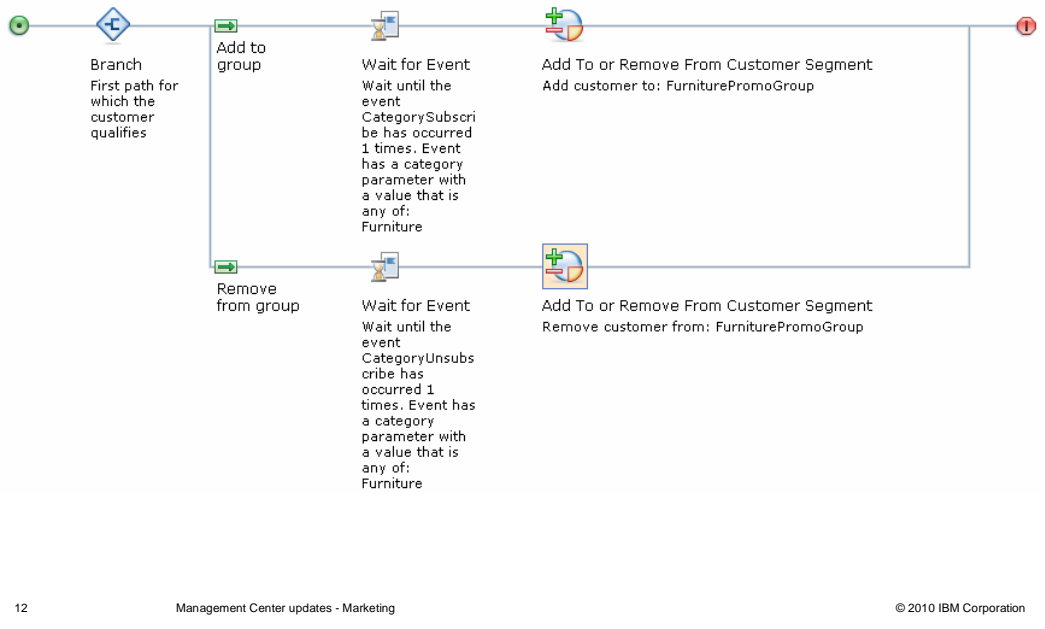 Branch
First path for
which the
customer
qualifies
Add to
group
Wait for Event
Wait until the
event
CategorySubscri
be has occurred
1 times. Event
has a category
parameter with
a value that is
any of:
Furniture
Add To or Remove From Customer Segment
Add customer to: FurniturePromoGroup
Remove
from group
Wait for Event
Wait until the
event
CategoryUnsubs
cribe has
occurred 1
times. Event has
a category
parameter with
a value that is
any of:
Furniture
Add To or Remove From Customer Segment
Remove customer from: FurniturePromoGroup
12
Management Center updates - Marketing
© 2010 IBM Corporation